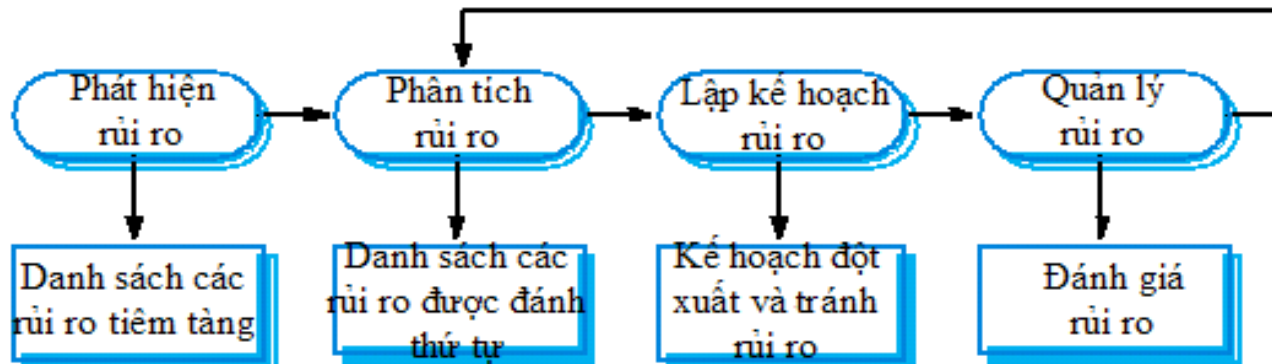 Phát hiện
rủi ro
Phân tích
rủi ro
Lập kế hoạch
rủi ro
Quản lý
rủi ro
Danh sách các
rủi ro tiêm tàng
Danh sách các
rủi ro được đánh
thứ tự
Kế hoạch đột
xuất và tránh
rủi ro
Đánh giá
rủi ro